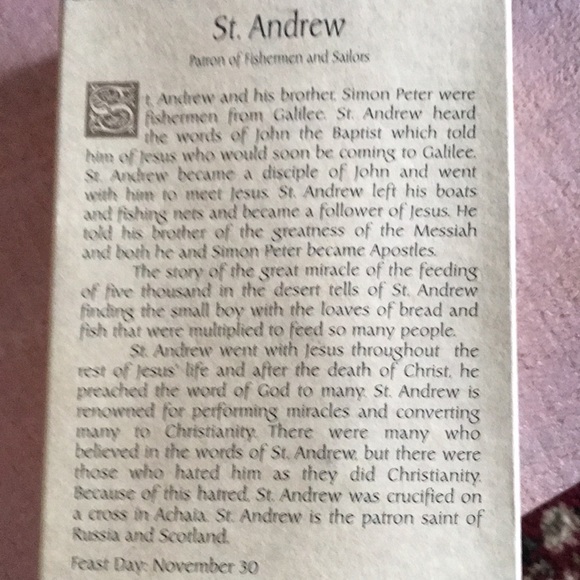 St. Andrew
Patron of Fishermen and Sailors
St. Andrew and his brother, Simon Peter were
fishermen from Galilee. St. Andrew heard
the words of John the Baptist which told
him of Jesus who would soon be coming to Galilee.
St. Andrew became a disciple of John and went
with him to meet Jesus. St. Andrew left his boats
and fishing nets and became a follower of Jesus. He
told his brother of the greatness of the Messiah
and both he and Simon Peter became Apostles.
The story of the great miracle of the feeding
of five thousand in the desert tells of St. Andrew
finding the small boy with the loaves of bread and
fish that were multiplied to feed so many people.
St. Andrew went with Jesus throughout the
rest of Jesus' life and after the death of Christ, he
preached the word of God to many. St. Andrew is
renowned for performing miracles and converting
many to Christianity. There were many who
believed in the words of St. Andrew, but there were
those who hated him as they did Christianity.
Because of this hatred, St. Andrew was crucified on
a cross in Achaia. St. Andrew is the patron saint of
Russia and Scotland.
Feast Day: November 30